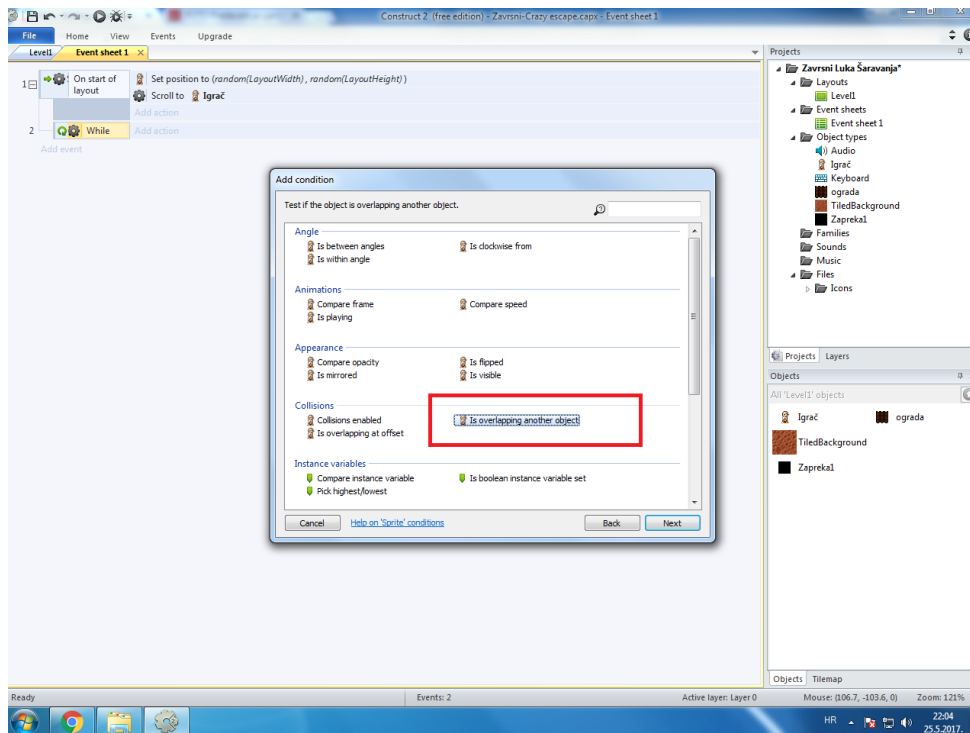 Construct 2 (free edition) - Zavrsni-Crazy escape.capx - Event sheet 1
File Home View Events Upgrade
Level1 Event sheet 1
1 On start of layout Set position to (random(LayoutWidth), random(LayoutHeight))
Scroll to Igrač
Add action
2 While Add action
Add event
Add condition
Test if the object is overlapping another object.
Angle
Is between angles Is clockwise from
Is within angle
Animations
Compare frame Compare speed
Is playing
Appearance
Compare opacity Is flipped
Is mirrored Is visible
Collisions
Collisions enabled Is overlapping another object
Is overlapping at offset
Instance variables
Compare instance variable Is boolean instance variable set
Pick highest/lowest
Cancel Help on 'Sprite' conditions Back Next
Projects
Zavrsni Luka Šaravanja*
Layouts
Level1
Event sheets
Event sheet 1
Object types
Audio
Igrač
Keyboard
ograda
TiledBackground
Zapreka1
Families
Sounds
Music
Files
Icons
Projects Layers
Objects
All 'Level1' objects
Igrač ograda
TiledBackground
Zapreka1
Objects Tilemap
Ready Events: 2 Active layer: Layer 0 Mouse: (106.7, -103.6, 0) Zoom: 121%
HR 22:04
25.5.2017.